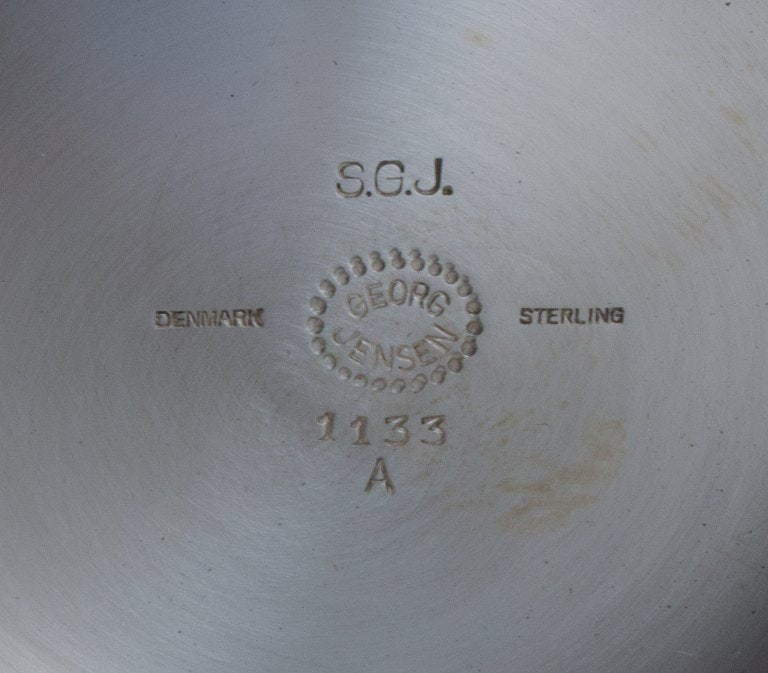 S.G.J.
GEORG
JENSEN
DENMARK
STERLING
1133
A